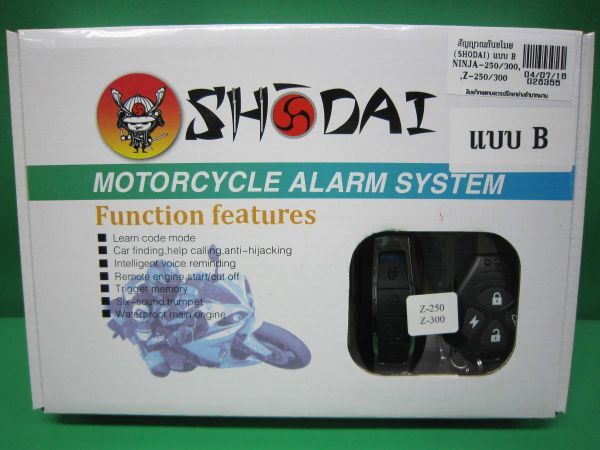 SHŌDAI
สัญญาณกันขโมย
(SHODAI) แบบ B
NINJA-250/300,
,Z-250/300
04/07/18
028355
แบบ B
MOTORCYCLE ALARM SYSTEM
Function features
Learn code mode
Car finding,help calling,anti-hijacking
Intelligent voice reminding
Remote engine start/cut off
Trigger memory
Six-sound trumpet
Waterproof main engine
Z-250
Z-300